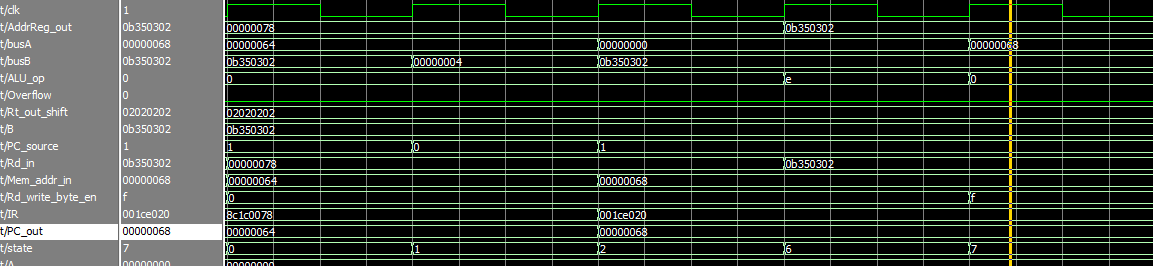 t/clk 1
t/AddrReg_out 0b350302 00000078 0b350302
t/busA 00000068 00000064 00000000 00000068
t/busB 0b350302 0b350302 00000004 0b350302
t/ALU_op 0 0 e 0
t/Overflow 0
t/Rt_out_shift 02020202 02020202
t/B 0b350302 0b350302
t/PC_source 1 1 0 1
t/Rd_in 0b350302 00000078 0b350302
t/Mem_addr_in 00000068 00000064 00000068
t/Rd_write_byte_en f 0 f
t/IR 001ce020 8c1c0078 001ce020
t/PC_out 00000068 00000064 00000068
t/state 7 0 1 2 6 7
t/A 00000000 00000000